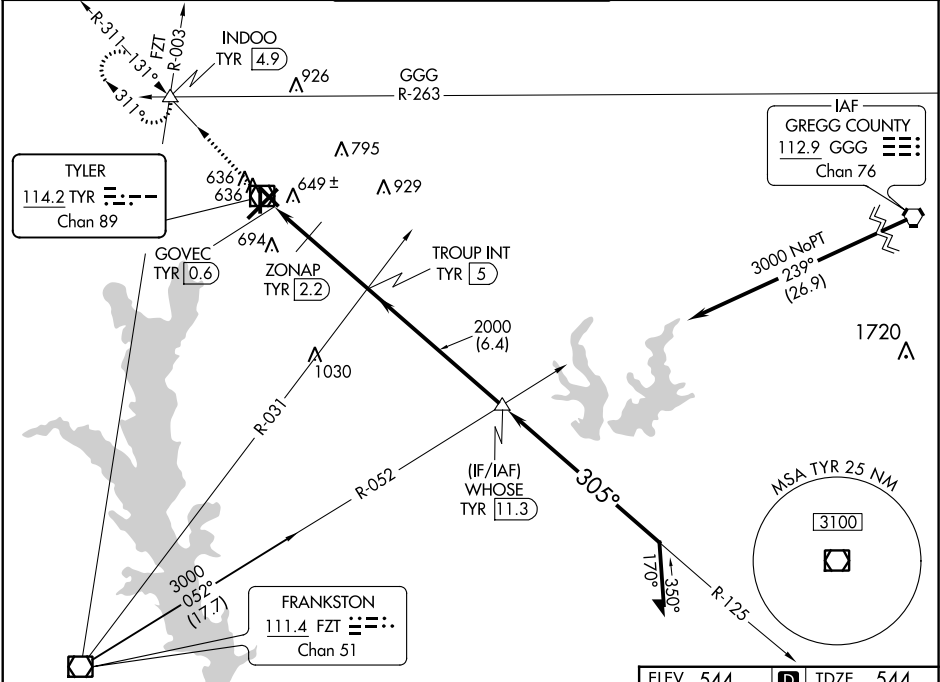 R-311
131°
FZT
R-003
INDOO
TYR 4.9
926
GGG
R-263
311°
IAF
GREGG COUNTY
112.9 GGG
Chan 76
TYLER
114.2 TYR
Chan 89
795
636
636
649 ±
929
694
GOVEC
TYR 0.6
ZONAP
TYR 2.2
TROUP INT
TYR 5
3000 NoPT
239°
(26.9)
2000
(6.4)
1720
1030
R-031
R-052
(IF/IAF)
WHOSE
TYR 11.3
305°
MSA TYR 25 NM
3100
170°
350°
R-125
3000
052°
(17.7)
FRANKSTON
111.4 FZT
Chan 51
ELEV 544
D
TDZE 544